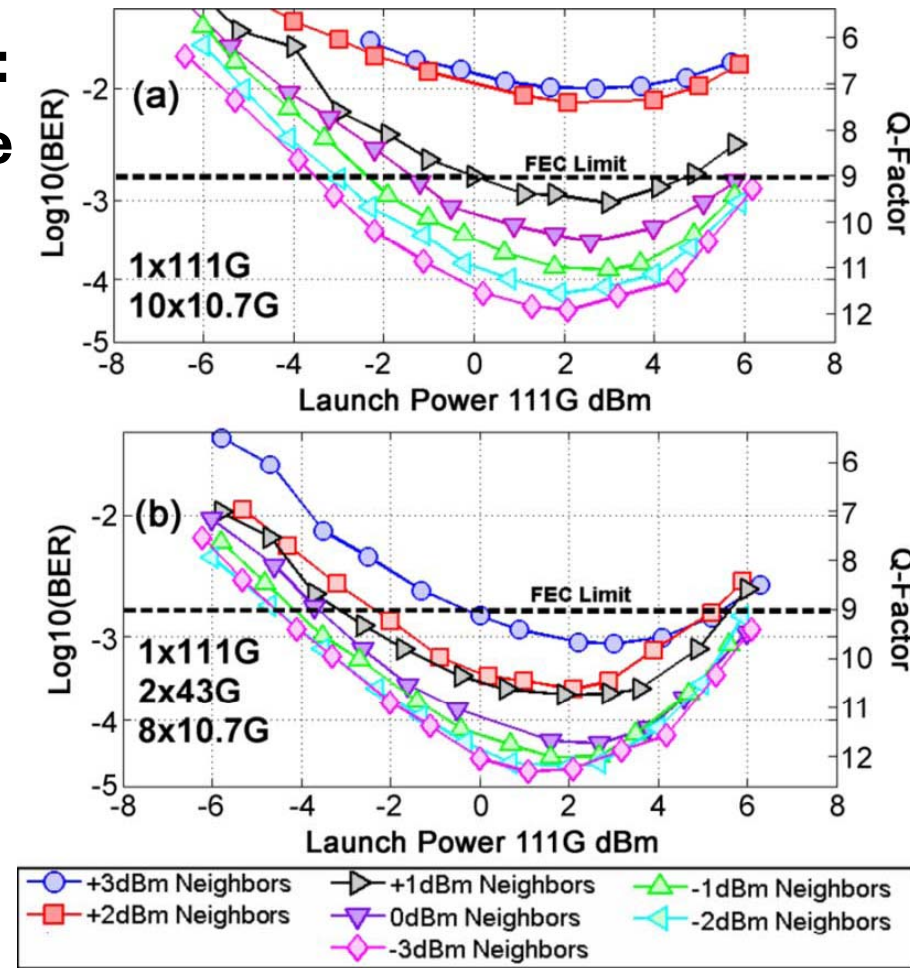 :
e
(a)
FEC Limit
1x111G
10x10.7G
Log10(BER)
-2
-3
-4
-5
6
7
8
9
10
11
12
Q-Factor
-8 -6 -4 -2 0 2 4 6 8
Launch Power 111G dBm
(b)
FEC Limit
1x111G
2x43G
8x10.7G
Log10(BER)
-2
-3
-4
-5
6
7
8
9
10
11
12
Q-Factor
-8 -6 -4 -2 0 2 4 6 8
Launch Power 111G dBm
+3dBm Neighbors +1dBm Neighbors -1dBm Neighbors
+2dBm Neighbors 0dBm Neighbors -2dBm Neighbors
-3dBm Neighbors